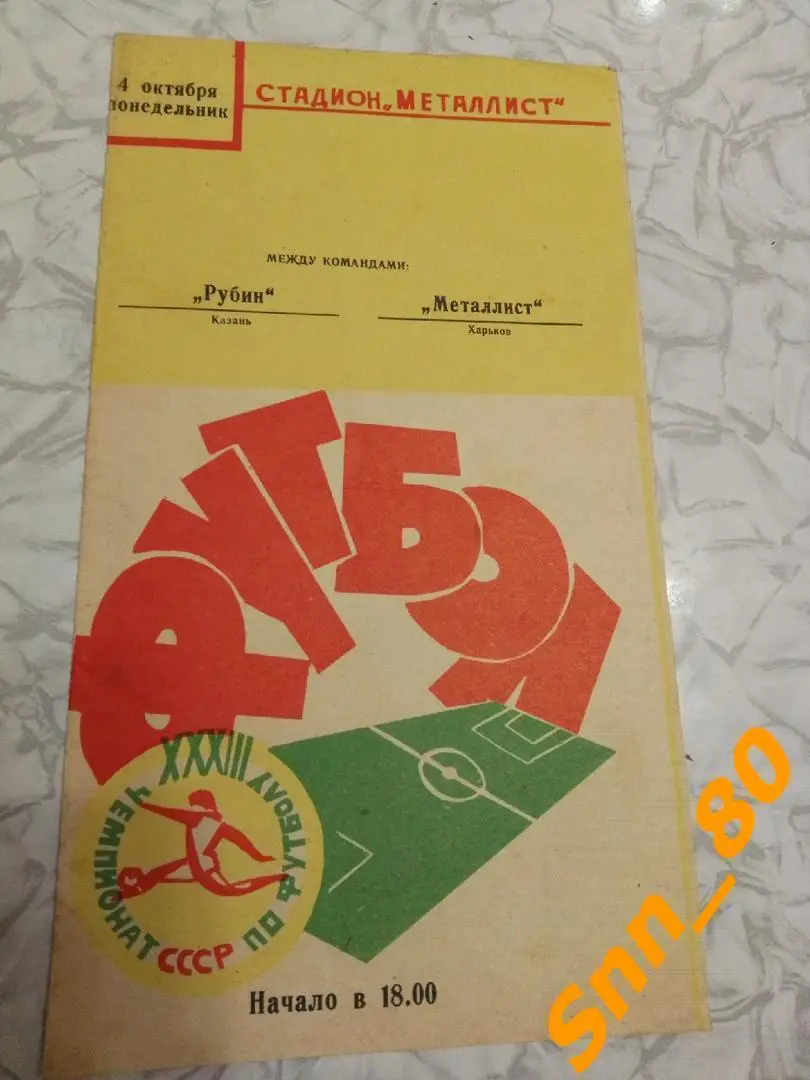 4 октября
понедельник
СТАДИОН „МЕТАЛЛИСТ“
МЕЖДУ КОМАНДАМИ:
„Рубин“
Казань
„Металлист“
Харьков
ФУТБОЛ
XXXIII
ЧЕМПИОНАТ СССР ПО ФУТБОЛУ
Начало в 18.00
Snn_80